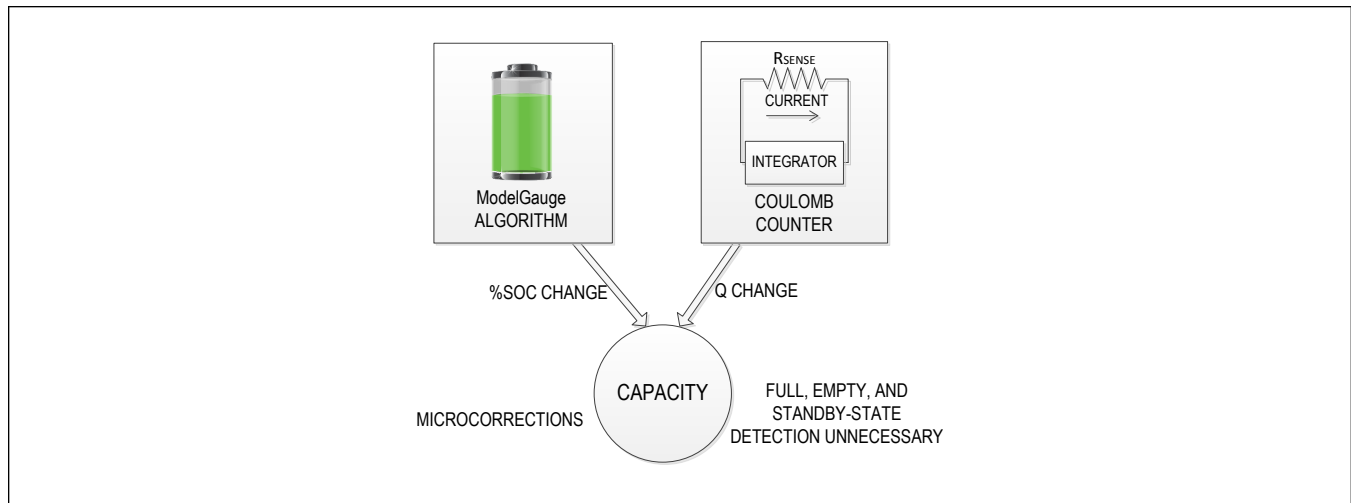 RSENSE
CURRENT
INTEGRATOR
ModelGauge
ALGORITHM
COULOMB
COUNTER
%SOC CHANGE
Q CHANGE
CAPACITY
MICROCORRECTIONS
FULL, EMPTY, AND
STANDBY-STATE
DETECTION UNNECESSARY